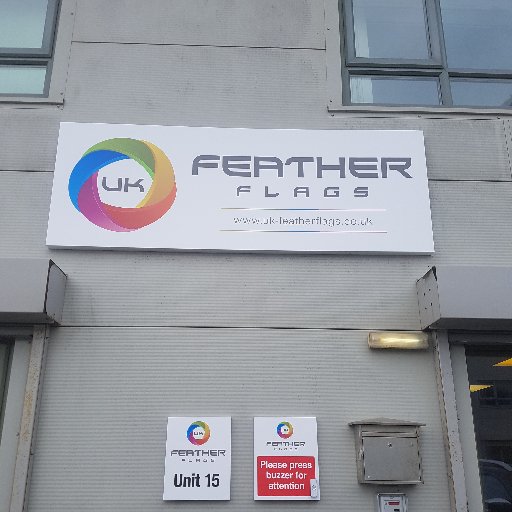 UK
FEATHER
FLAGS
www.uk-featherflags.co.uk
UK
FEATHER
FLAGS
Unit 15
UK
FEATHER
FLAGS
Please press
buzzer for
attention